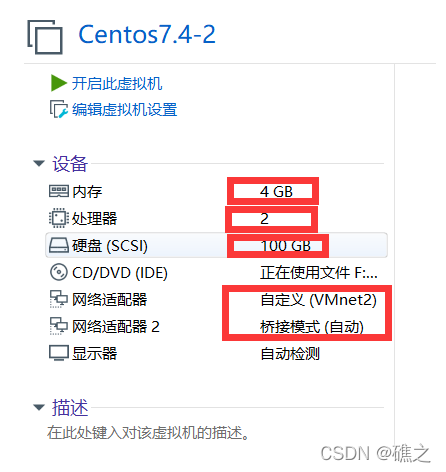 Centos7.4-2
开启此虚拟机
编辑虚拟机设置
设备
内存 4 GB
处理器 2
硬盘 (SCSI) 100 GB
CD/DVD (IDE) 正在使用文件 F:...
网络适配器 自定义 (VMnet2)
网络适配器 2 桥接模式 (自动)
显示器 自动检测
描述
在此处键入对该虚拟机的描述。
CSDN @礁之